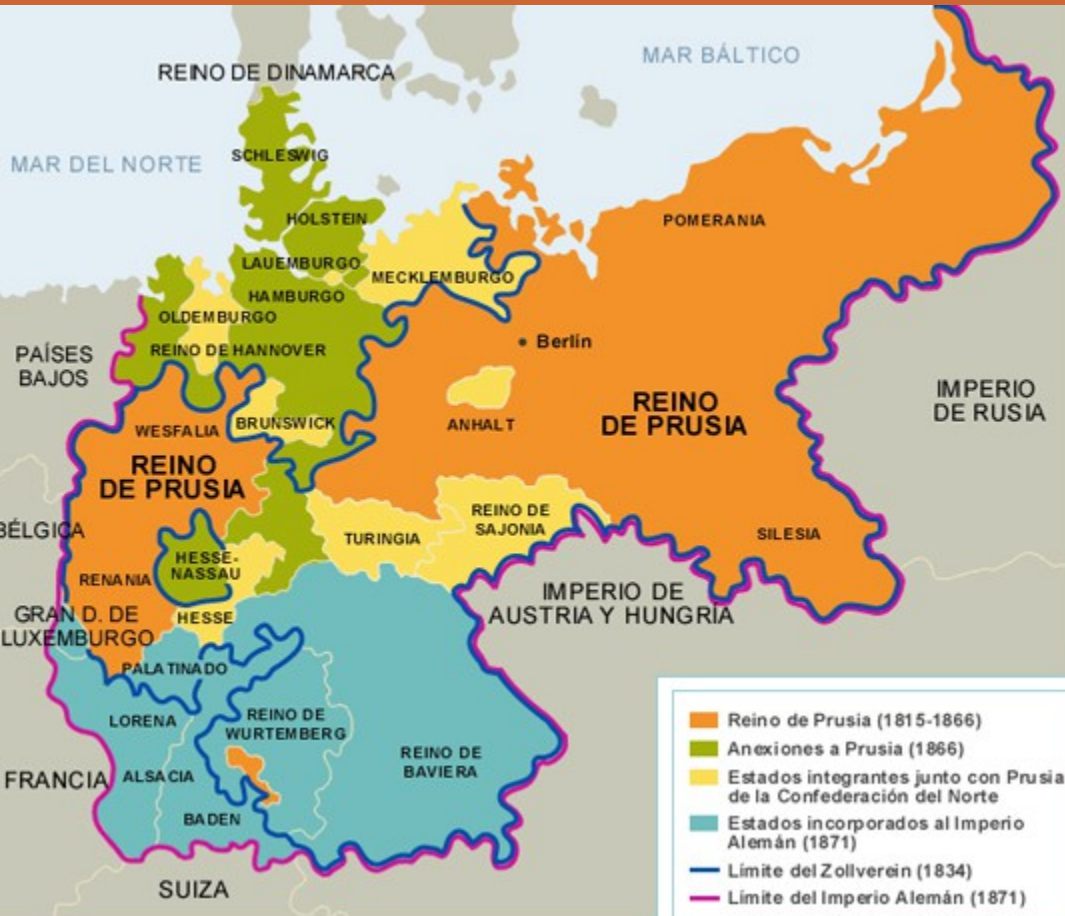 MAR BÁLTICO
REINO DE DINAMARCA
MAR DEL NORTE
SCHLESWIG
HOLSTEIN
POMERANIA
LAUEMBURGO
MECKLEMBURGO
HAMBURGO
OLDEMBURGO
REINO DE HANNOVER
Berlín
PAÍSES
BAJOS
IMPERIO
DE RUSIA
REINO
DE PRUSIA
ANHALT
BRUNSWICK
WESFALIA
REINO
DE PRUSIA
REINO DE
SAJONIA
TURINGIA
SILESIA
BÉLGICA
HESSE-
NASSAU
RENANIA
IMPERIO DE
AUSTRIA Y HUNGRÍA
GRAN D. DE
LUXEMBURGO
HESSE
PALATINADO
LORENA
REINO DE
WURTEMBERG
REINO DE
BAVIERA
FRANCIA
ALSACIA
BADEN
SUIZA
Reino de Prusia (1815-1866)
Anexiones a Prusia (1866)
Estados integrantes junto con Prusia
de la Confederación del Norte
Estados incorporados al Imperio
Alemán (1871)
Límite del Zollverein (1834)
Límite del Imperio Alemán (1871)